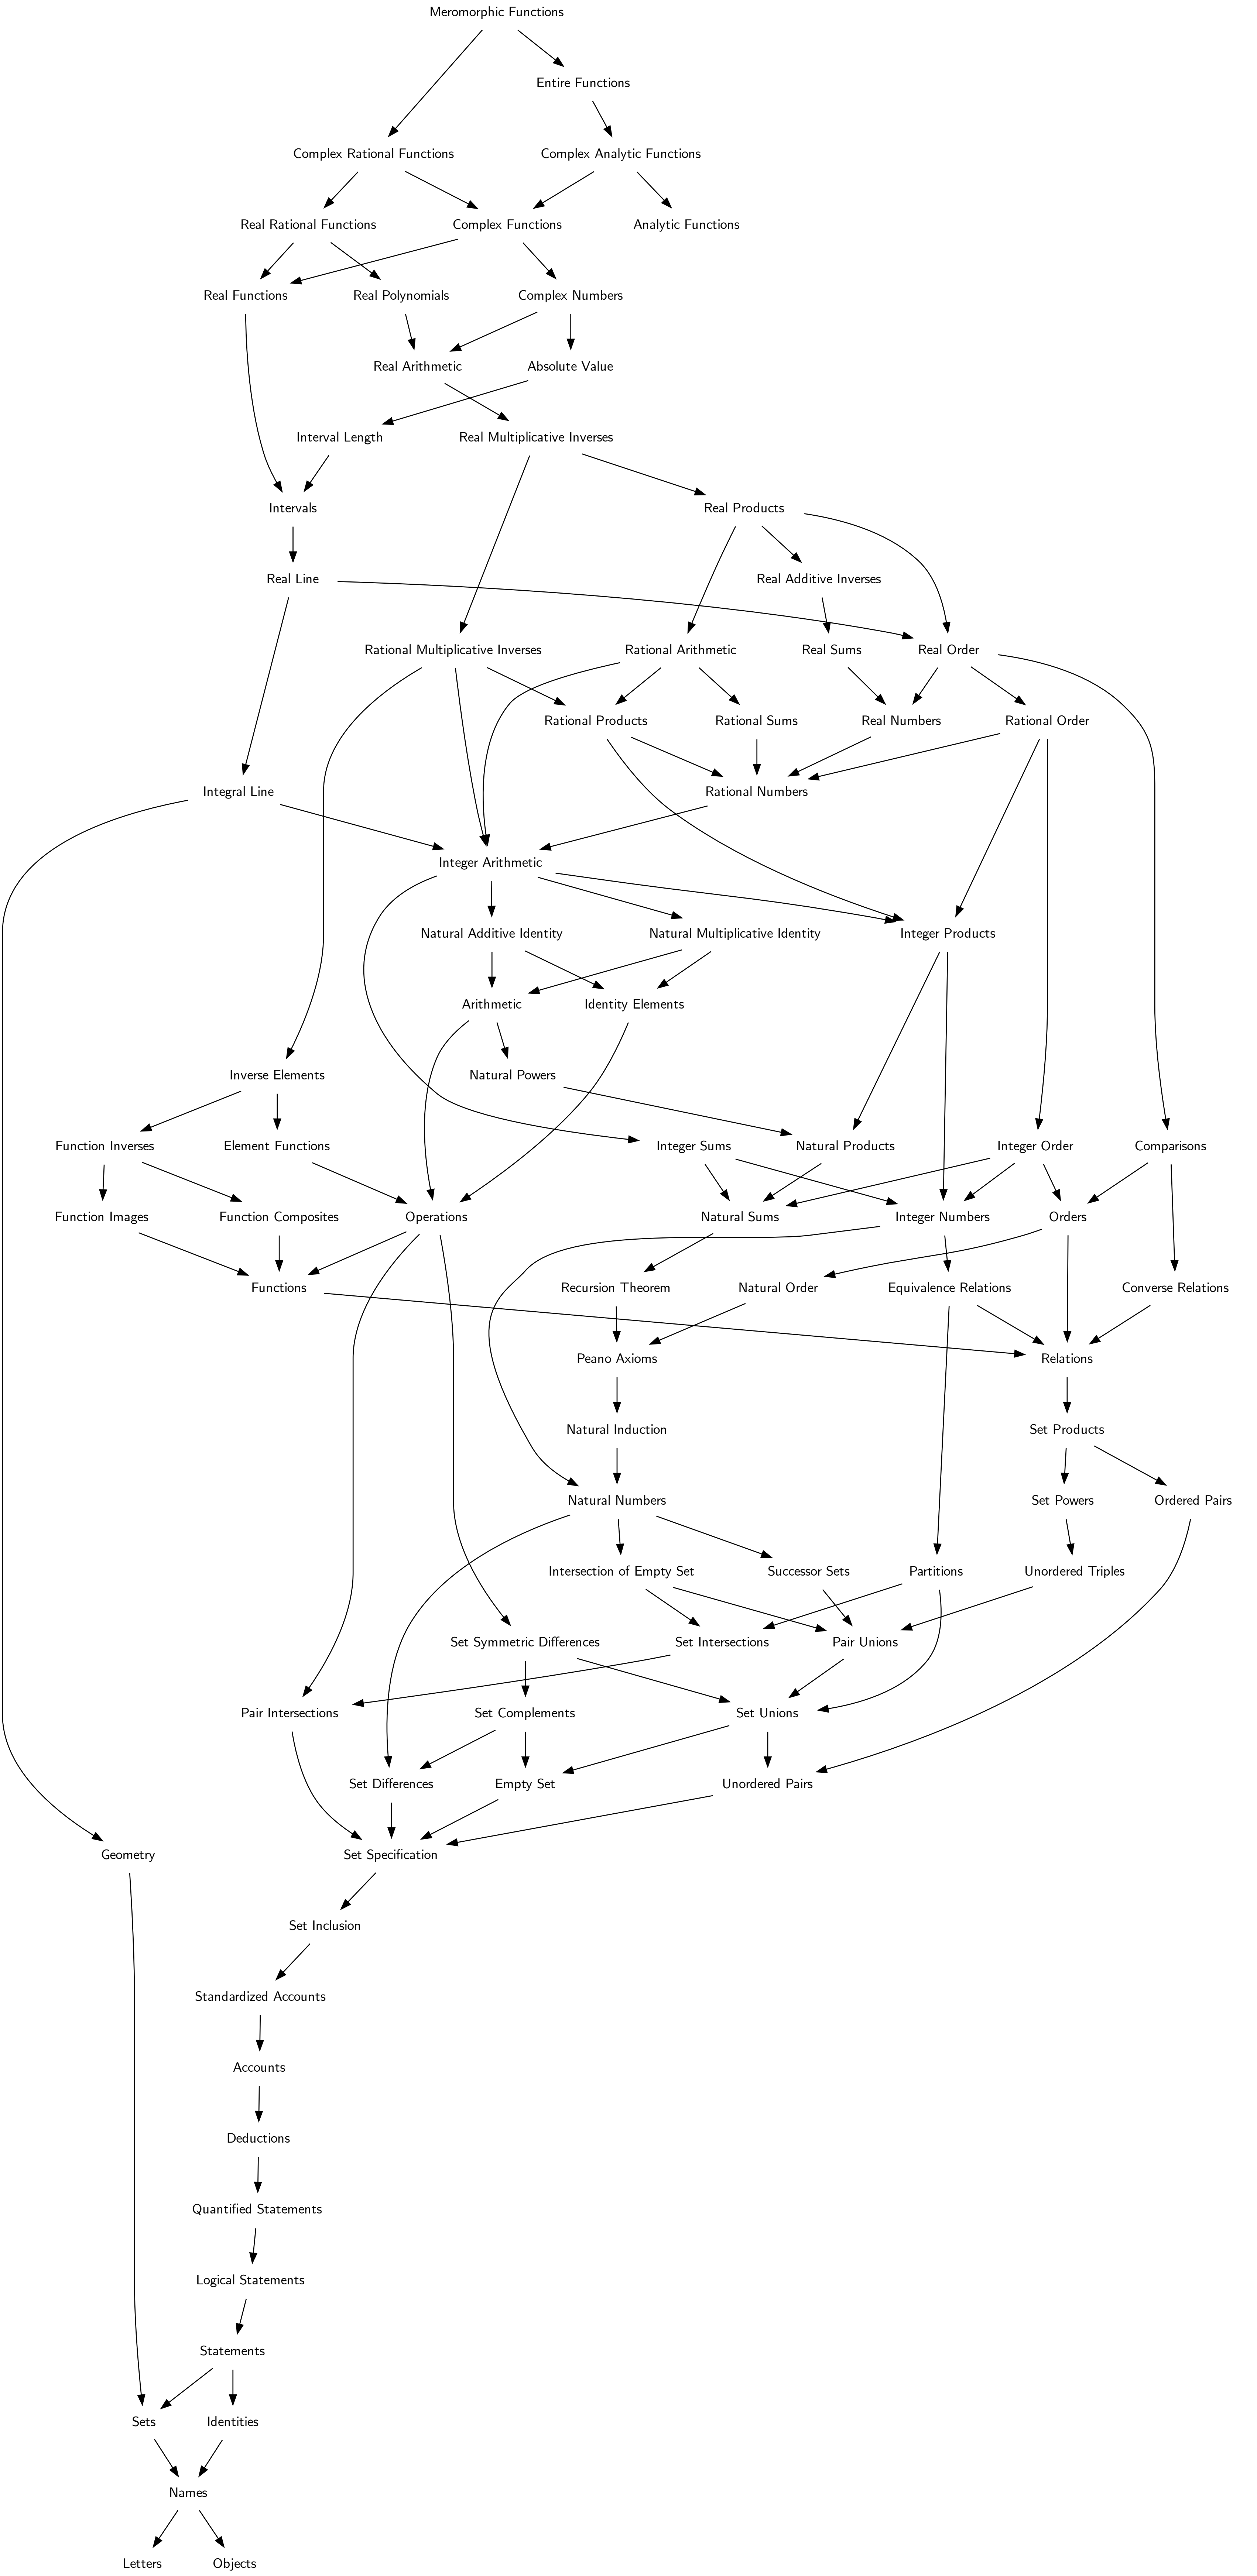 Meromorphic Functions
Entire Functions
Complex Rational Functions
Complex Analytic Functions
Real Rational Functions
Complex Functions
Analytic Functions
Real Functions
Real Polynomials
Complex Numbers
Real Arithmetic
Absolute Value
Interval Length
Real Multiplicative Inverses
Intervals
Real Products
Real Line
Real Additive Inverses
Rational Multiplicative Inverses
Rational Arithmetic
Real Sums
Real Order
Rational Products
Rational Sums
Real Numbers
Rational Order
Integral Line
Rational Numbers
Integer Arithmetic
Natural Additive Identity
Natural Multiplicative Identity
Integer Products
Arithmetic
Identity Elements
Inverse Elements
Natural Powers
Function Inverses
Element Functions
Integer Sums
Natural Products
Integer Order
Comparisons
Function Images
Function Composites
Operations
Natural Sums
Integer Numbers
Orders
Functions
Recursion Theorem
Natural Order
Equivalence Relations
Converse Relations
Peano Axioms
Relations
Natural Induction
Set Products
Natural Numbers
Set Powers
Ordered Pairs
Intersection of Empty Set
Successor Sets
Partitions
Unordered Triples
Set Symmetric Differences
Set Intersections
Pair Unions
Pair Intersections
Set Complements
Set Unions
Set Differences
Empty Set
Unordered Pairs
Geometry
Set Specification
Set Inclusion
Standardized Accounts
Accounts
Deductions
Quantified Statements
Logical Statements
Statements
Sets
Identities
Names
Letters
Objects